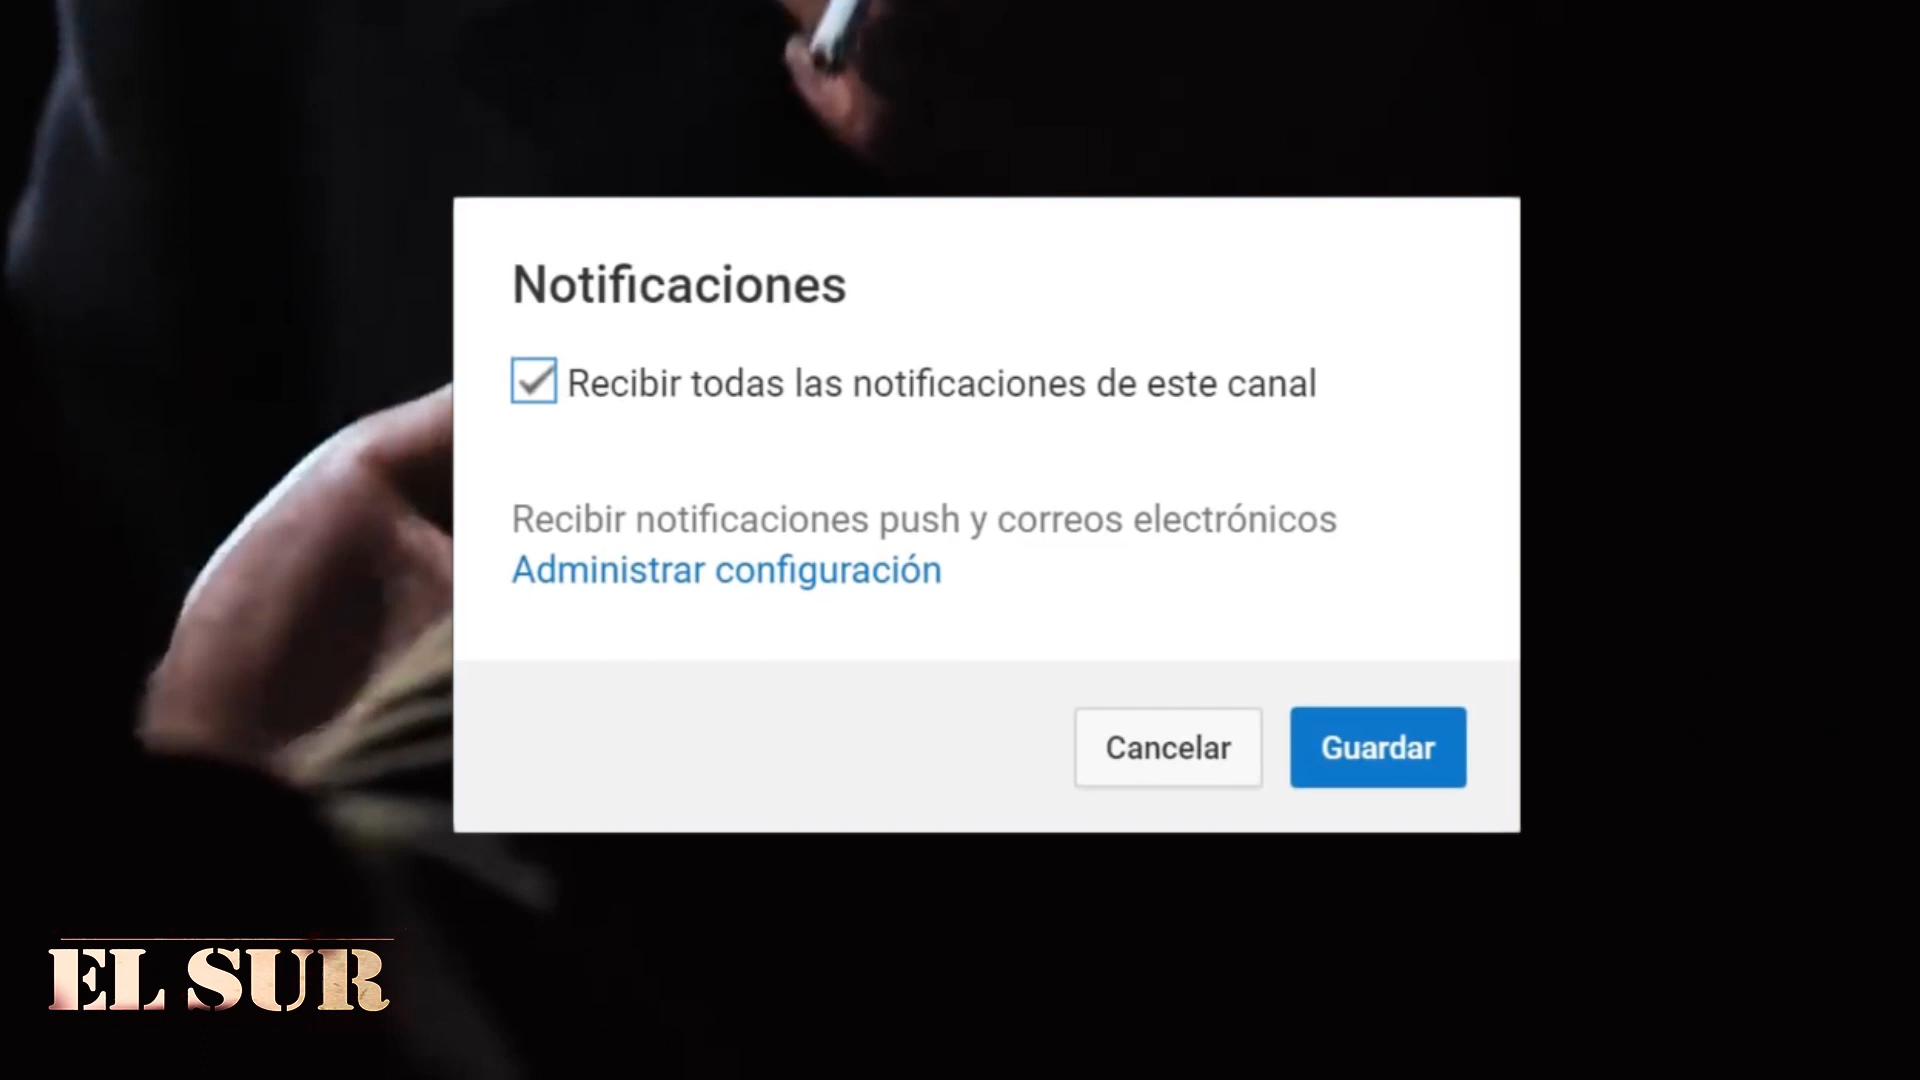 Notificaciones
Recibir todas las notificaciones de este canal
Recibir notificaciones push y correos electrónicos
Administrar configuración
Cancelar
Guardar
EL SUR